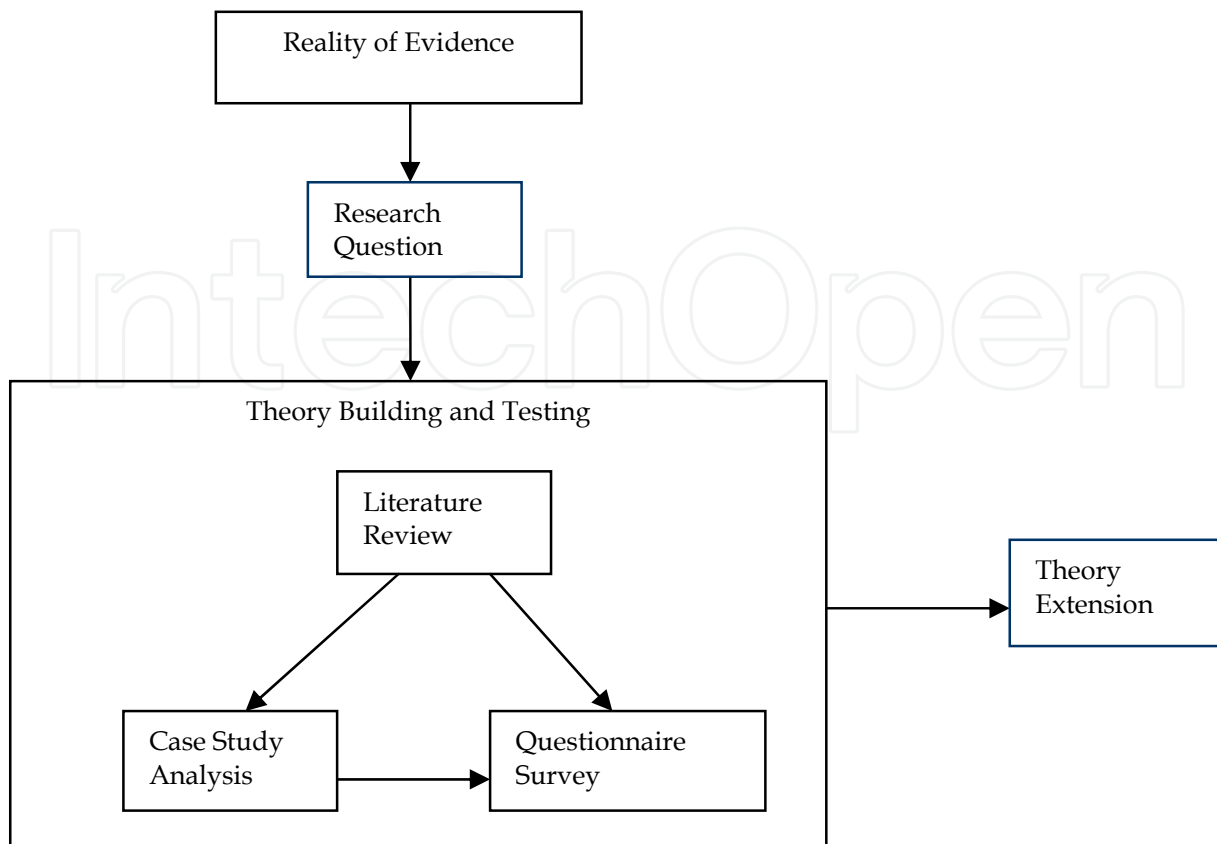 Reality of Evidence
Research
Question
IntechOpen
Theory Building and Testing
Literature
Review
Theory
Extension
Case Study
Analysis
Questionnaire
Survey